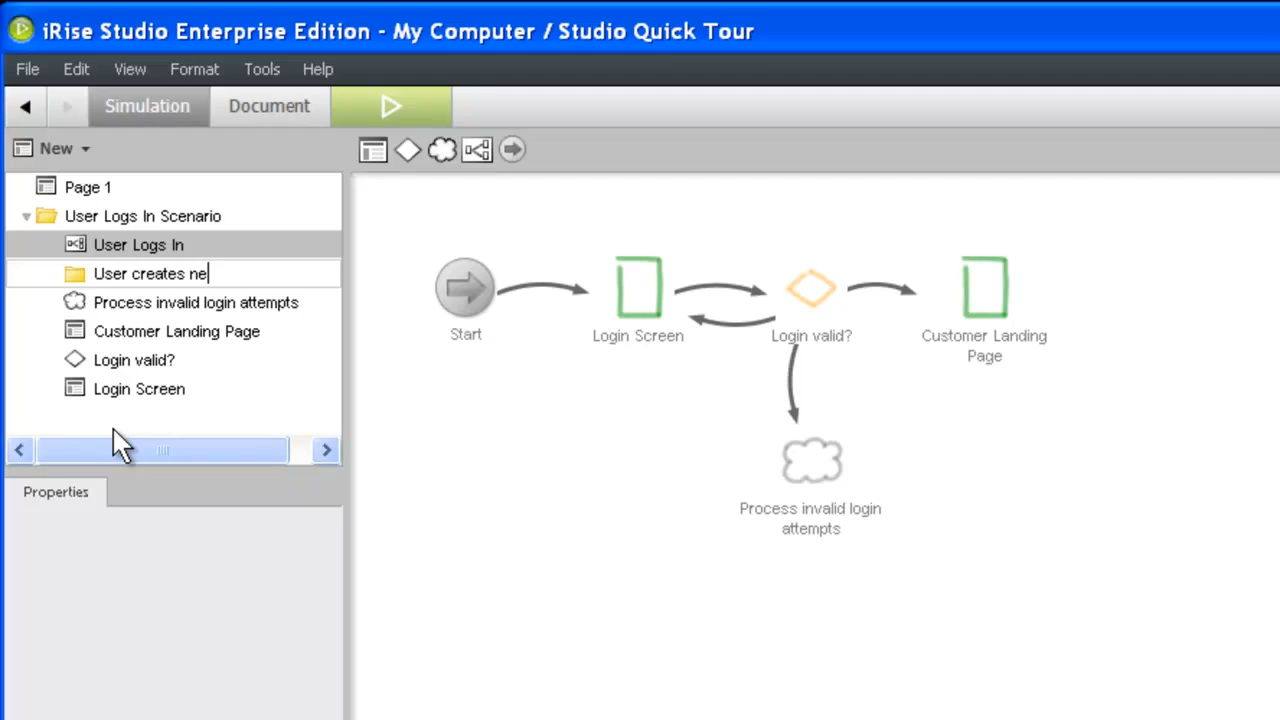 iRise Studio Enterprise Edition - My Computer / Studio Quick Tour
File Edit View Format Tools Help
Simulation Document
New
Page 1
User Logs In Scenario
User Logs In
User creates ne
Process invalid login attempts
Customer Landing Page
Login valid?
Login Screen
Properties
Start
Login Screen
Login valid?
Customer Landing
Page
Process invalid login
attempts